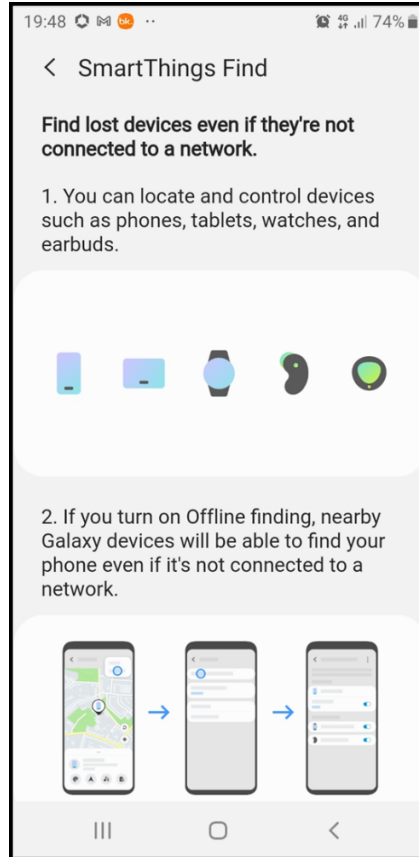 19:48 bk 4G 74%
SmartThings Find
Find lost devices even if they're not
connected to a network.
1. You can locate and control devices
such as phones, tablets, watches, and
earbuds.
2. If you turn on Offline finding, nearby
Galaxy devices will be able to find your
phone even if it's not connected to a
network.